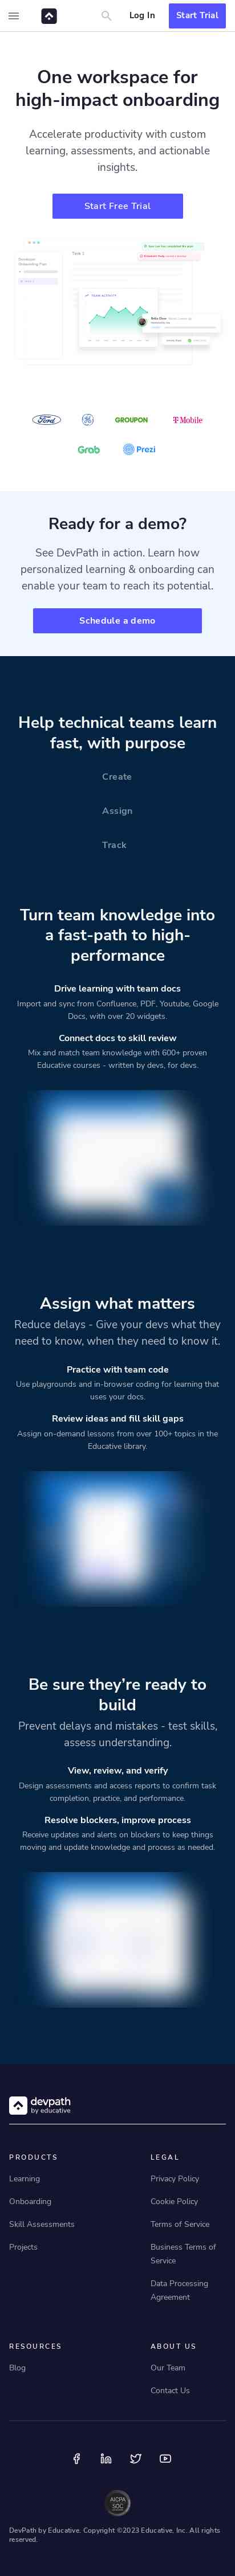 Log In
Start Trial
One workspace for
high-impact onboarding
Accelerate productivity with custom
learning, assessments, and actionable
insights.
Start Free Trial
Ford
GE
GROUPON
T Mobile
Grab
Prezi
Ready for a demo?
See DevPath in action. Learn how
personalized learning & onboarding can
enable your team to reach its potential.
Schedule a demo
Help technical teams learn
fast, with purpose
Create
Assign
Track
Turn team knowledge into
a fast-path to high-
performance
Drive learning with team docs
Import and sync from Confluence, PDF, Youtube, Google
Docs, with over 20 widgets.
Connect docs to skill review
Mix and match team knowledge with 600+ proven
Educative courses - written by devs, for devs.
Assign what matters
Reduce delays - Give your devs what they
need to know, when they need to know it.
Practice with team code
Use playgrounds and in-browser coding for learning that
uses your docs.
Review ideas and fill skill gaps
Assign on-demand lessons from over 100+ topics in the
Educative library.
Be sure they’re ready to
build
Prevent delays and mistakes - test skills,
assess understanding.
View, review, and verify
Design assessments and access reports to confirm task
completion, practice, and performance.
Resolve blockers, improve process
Receive updates and alerts on blockers to keep things
moving and update knowledge and process as needed.
devpath
by educative
PRODUCTS
Learning
Onboarding
Skill Assessments
Projects
LEGAL
Privacy Policy
Cookie Policy
Terms of Service
Business Terms of
Service
Data Processing
Agreement
RESOURCES
Blog
ABOUT US
Our Team
Contact Us
AICPA
SOC
DevPath by Educative. Copyright ©2023 Educative, Inc. All rights
reserved.